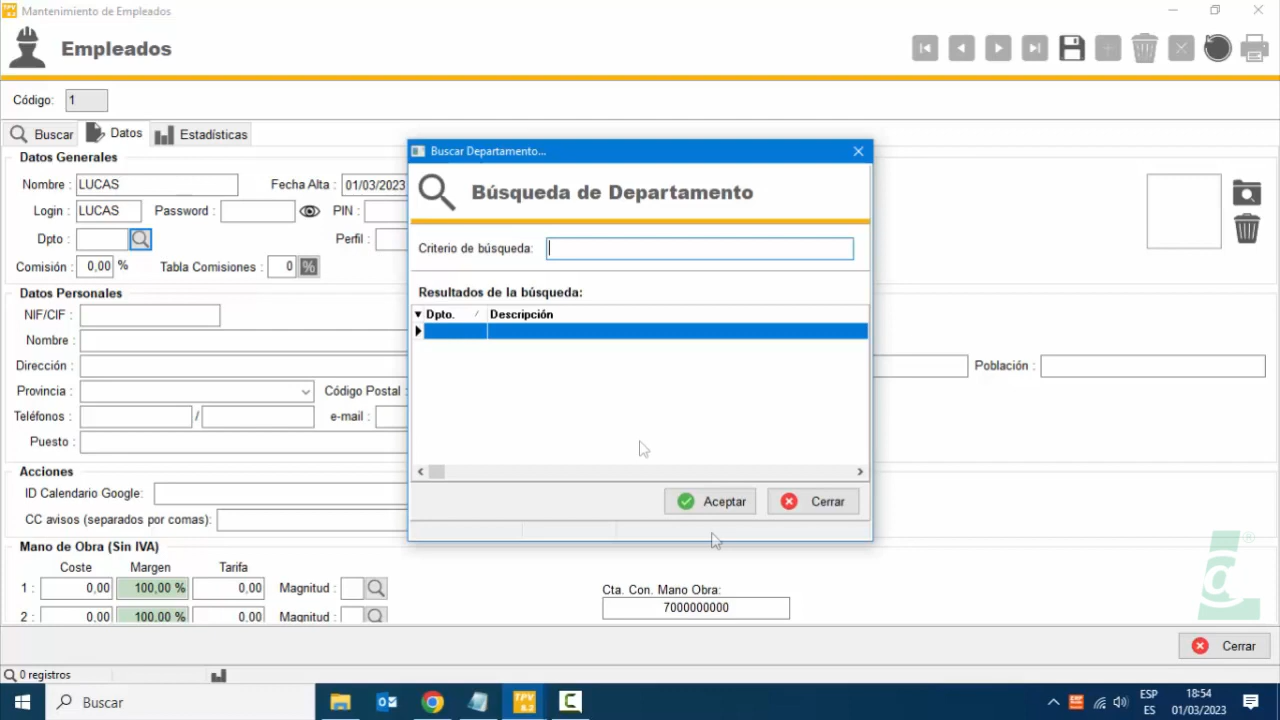 Mantenimiento de Empleados
Empleados
Código: 1
Buscar Datos Estadísticas
Datos Generales
Nombre : LUCAS Fecha Alta : 01/03/2023
Login : LUCAS Password : PIN :
Dpto : Perfil :
Comisión : 0,00 % Tabla Comisiones : 0 %
Datos Personales
NIF/CIF :
Nombre :
Dirección : Población :
Provincia : Código Postal :
Teléfonos : / e-mail :
Puesto :
Acciones
ID Calendario Google:
CC avisos (separados por comas):
Mano de Obra (Sin IVA)
Coste Margen Tarifa
1 : 0,00 100,00 % 0,00 Magnitud :
2 : 0,00 100,00 % 0,00 Magnitud :
Cta. Con. Mano Obra:
7000000000
Buscar Departamento...
Búsqueda de Departamento
Criterio de búsqueda:
Resultados de la búsqueda:
Dpto. Descripción
Aceptar Cerrar
Cerrar
0 registros
Buscar
ESP
ES
18:54
01/03/2023